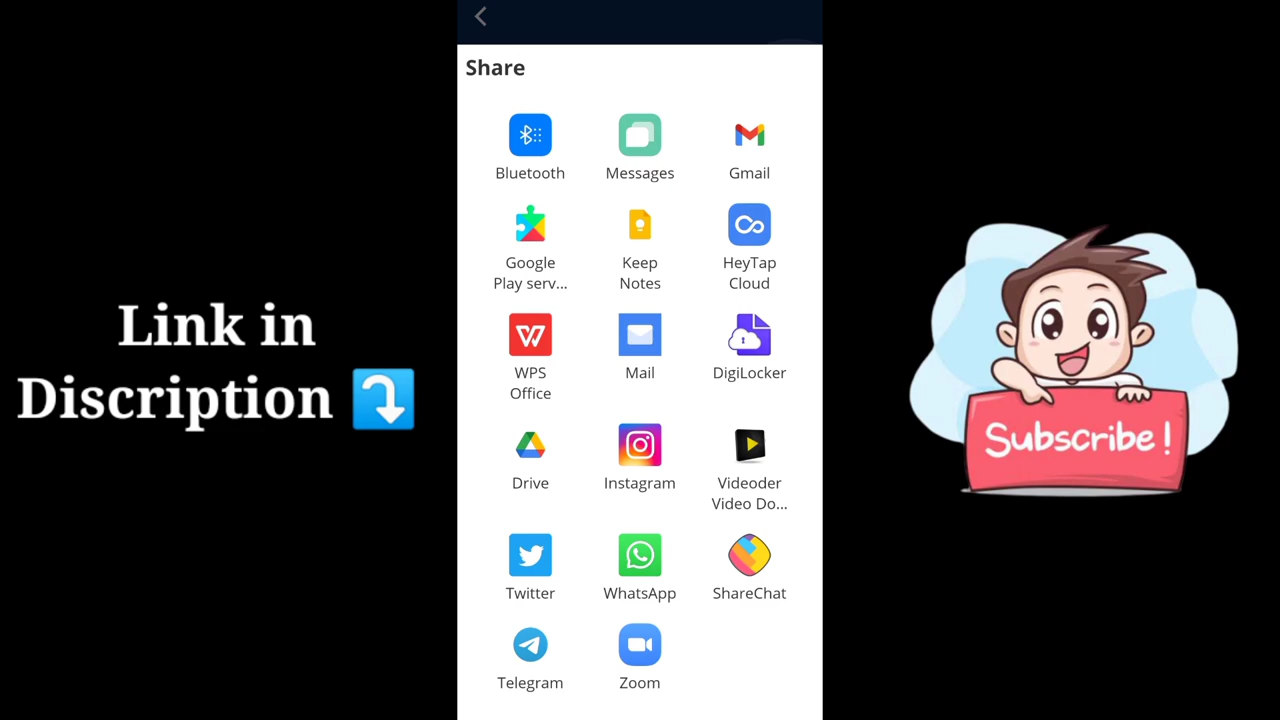 Share
Bluetooth
Messages
Gmail
Google
Play serv...
Keep
Notes
HeyTap
Cloud
WPS
Office
Mail
DigiLocker
Drive
Instagram
Videoder
Video Do...
Twitter
WhatsApp
ShareChat
Telegram
Zoom
Link in
Discription
Subscribe !